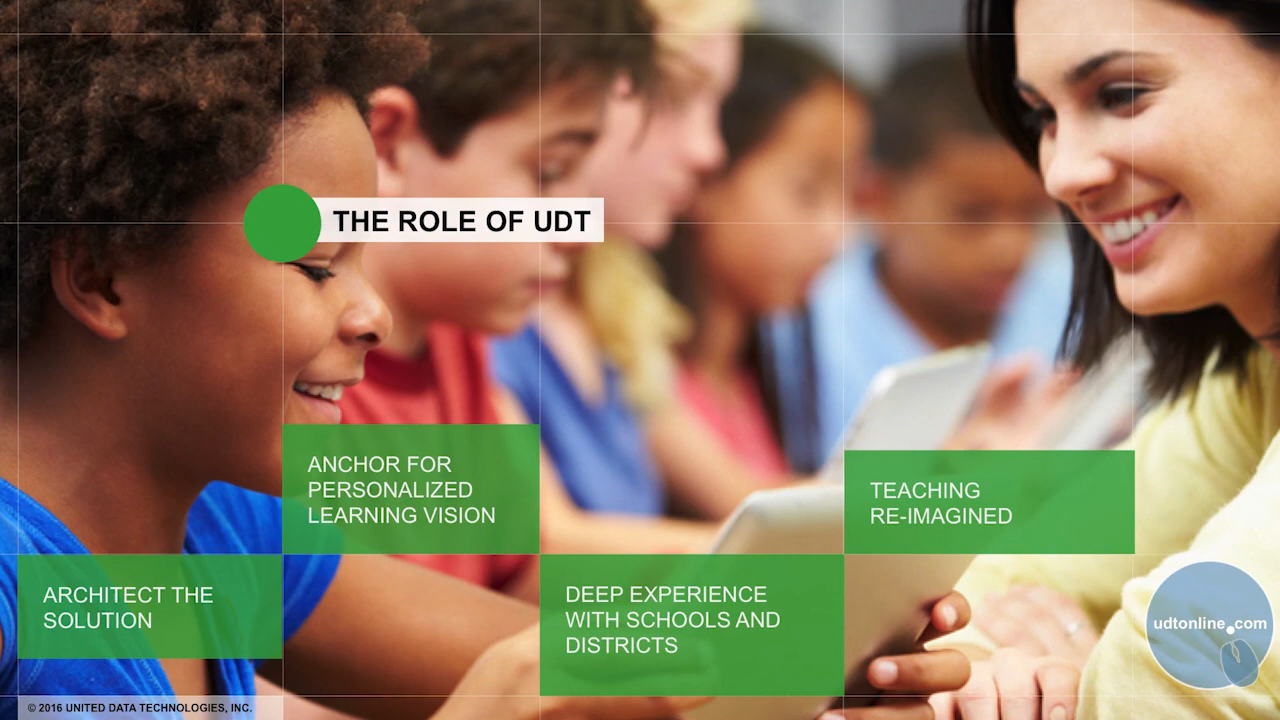 THE ROLE OF UDT
ANCHOR FOR
PERSONALIZED
LEARNING VISION
TEACHING
RE-IMAGINED
ARCHITECT THE
SOLUTION
DEEP EXPERIENCE
WITH SCHOOLS AND
DISTRICTS
udtonline.com
© 2016 UNITED DATA TECHNOLOGIES, INC.